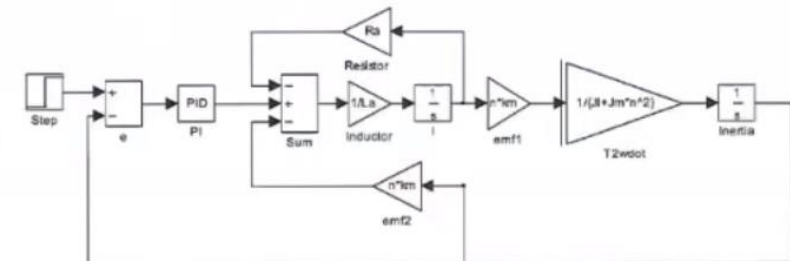 Ra
Resistor
+
−
Step
e
PID
PI
−
+
−
Sum
1/La
Inductor
1
s
I
n*km
emf1
1/(Jl+Jm*n^2)
T2wdot
1
s
Inertia
n*km
emf2